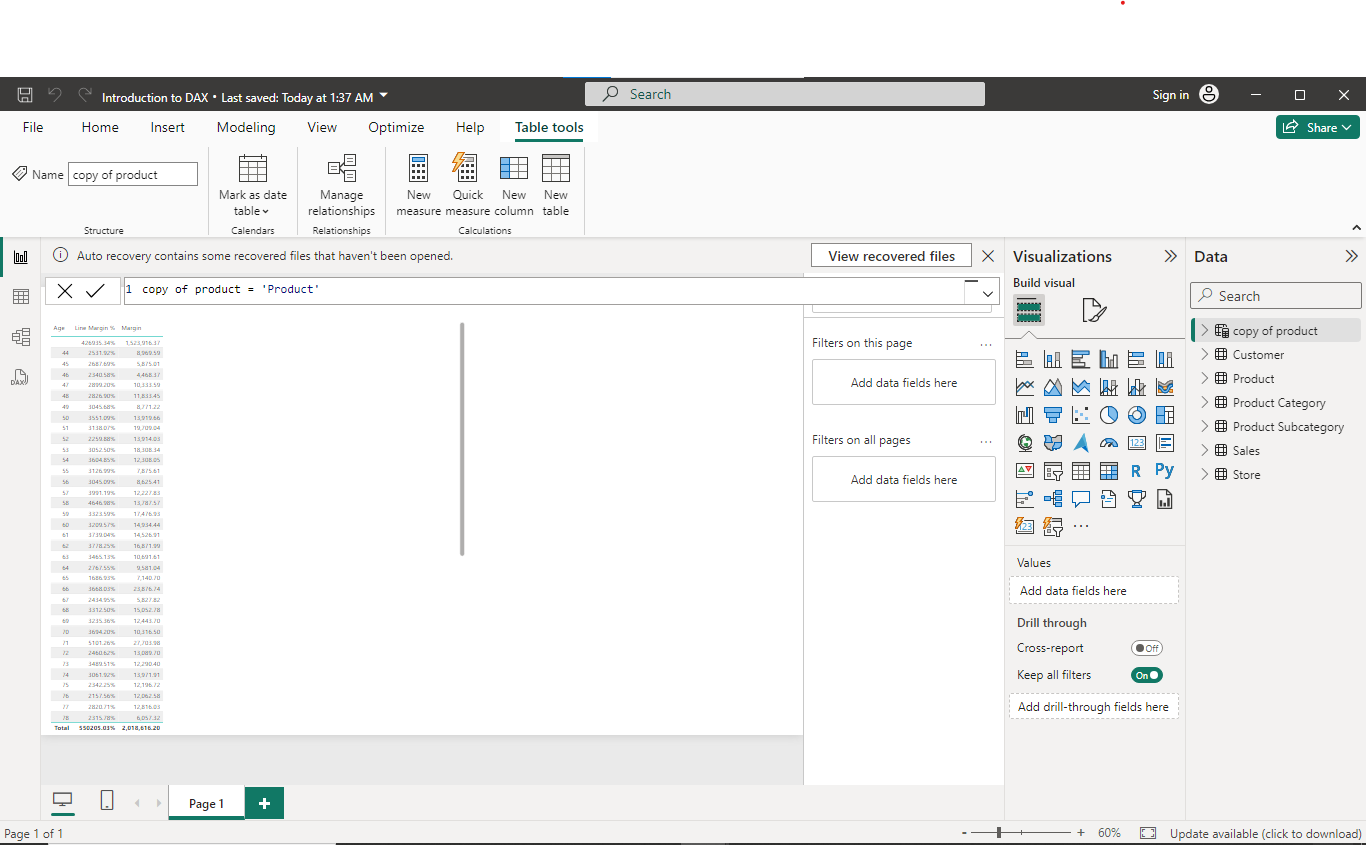 Introduction to DAX • Last saved: Today at 1:37 AM
Search
Sign in
File Home Insert Modeling View Optimize Help Table tools
Share
Name copy of product
Mark as date table
Manage relationships
New measure
Quick measure
New column
New table
Structure Calendars Relationships Calculations
Auto recovery contains some recovered files that haven't been opened.
View recovered files
1 copy of product = 'Product'
Age Line Margin % Margin
426935.34% 1,523,916.37
44 2531.92% 8,969.59
45 2687.69% 5,875.01
46 2340.58% 4,468.37
47 2899.20% 10,333.59
48 2826.90% 11,833.45
49 3045.68% 8,771.22
50 3551.09% 13,919.66
51 3138.07% 19,709.04
52 2259.88% 13,914.03
53 3052.50% 18,308.34
54 3604.85% 12,308.05
55 3126.99% 7,875.61
56 3045.09% 8,625.41
57 3991.19% 12,227.83
58 4646.98% 13,787.57
59 3323.59% 17,476.93
60 3209.57% 14,934.44
61 3739.04% 14,526.91
62 3778.25% 16,871.99
63 3465.13% 10,691.61
64 2767.55% 9,581.04
65 1686.93% 7,140.70
66 3668.03% 23,876.74
67 2434.95% 5,827.82
68 3312.50% 15,052.78
69 3235.36% 12,443.70
70 3694.20% 10,316.50
71 5101.26% 27,703.98
72 2460.62% 13,089.70
73 3489.51% 12,290.40
74 3061.92% 13,971.91
75 2342.25% 12,196.72
76 2157.56% 12,062.58
77 2820.71% 12,816.03
78 2315.78% 6,057.32
Total 550205.03% 2,018,616.20
Filters on this page
Add data fields here
Filters on all pages
Add data fields here
Visualizations
Build visual
123
R
Py
123
Values
Add data fields here
Drill through
Cross-report Off
Keep all filters On
Add drill-through fields here
Data
Search
copy of product
Customer
Product
Product Category
Product Subcategory
Sales
Store
DAX
Page 1
Page 1 of 1
- + 60%
Update available (click to download)